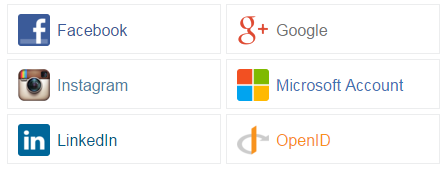 Facebook
Google
Instagram
Microsoft Account
LinkedIn
OpenID